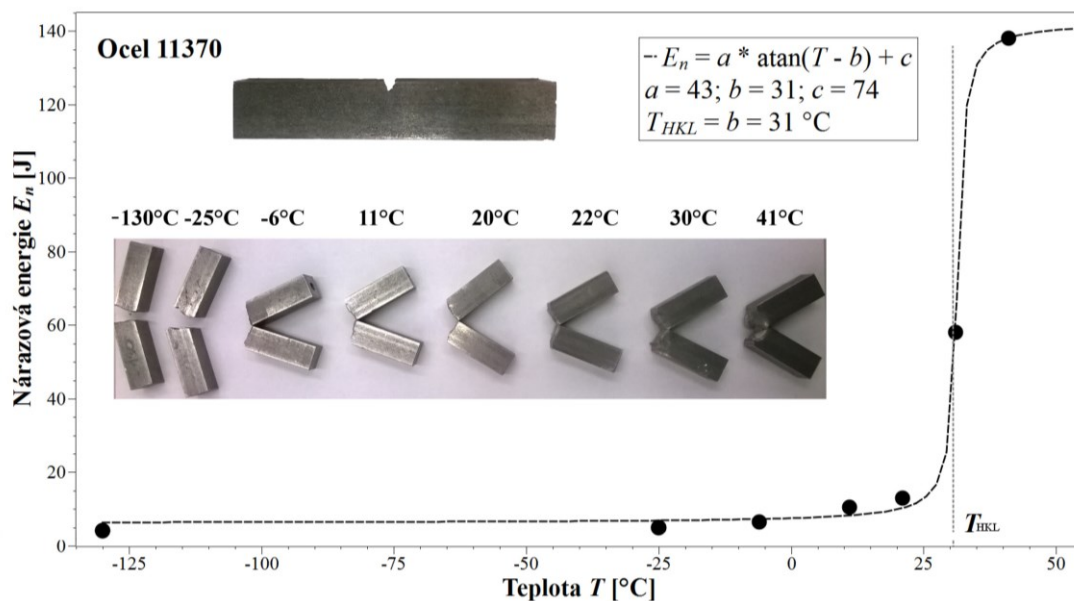 Ocel 11370
-- E_n = a * atan(T - b) + c
a = 43; b = 31; c = 74
T_HKL = b = 31 °C
-130°C -25°C -6°C 11°C 20°C 22°C 30°C 41°C
Nárazová energie E_n [J]
140
120
100
80
60
40
20
0
T_HKL
-125 -100 -75 -50 -25 0 25 50
Teplota T [°C]